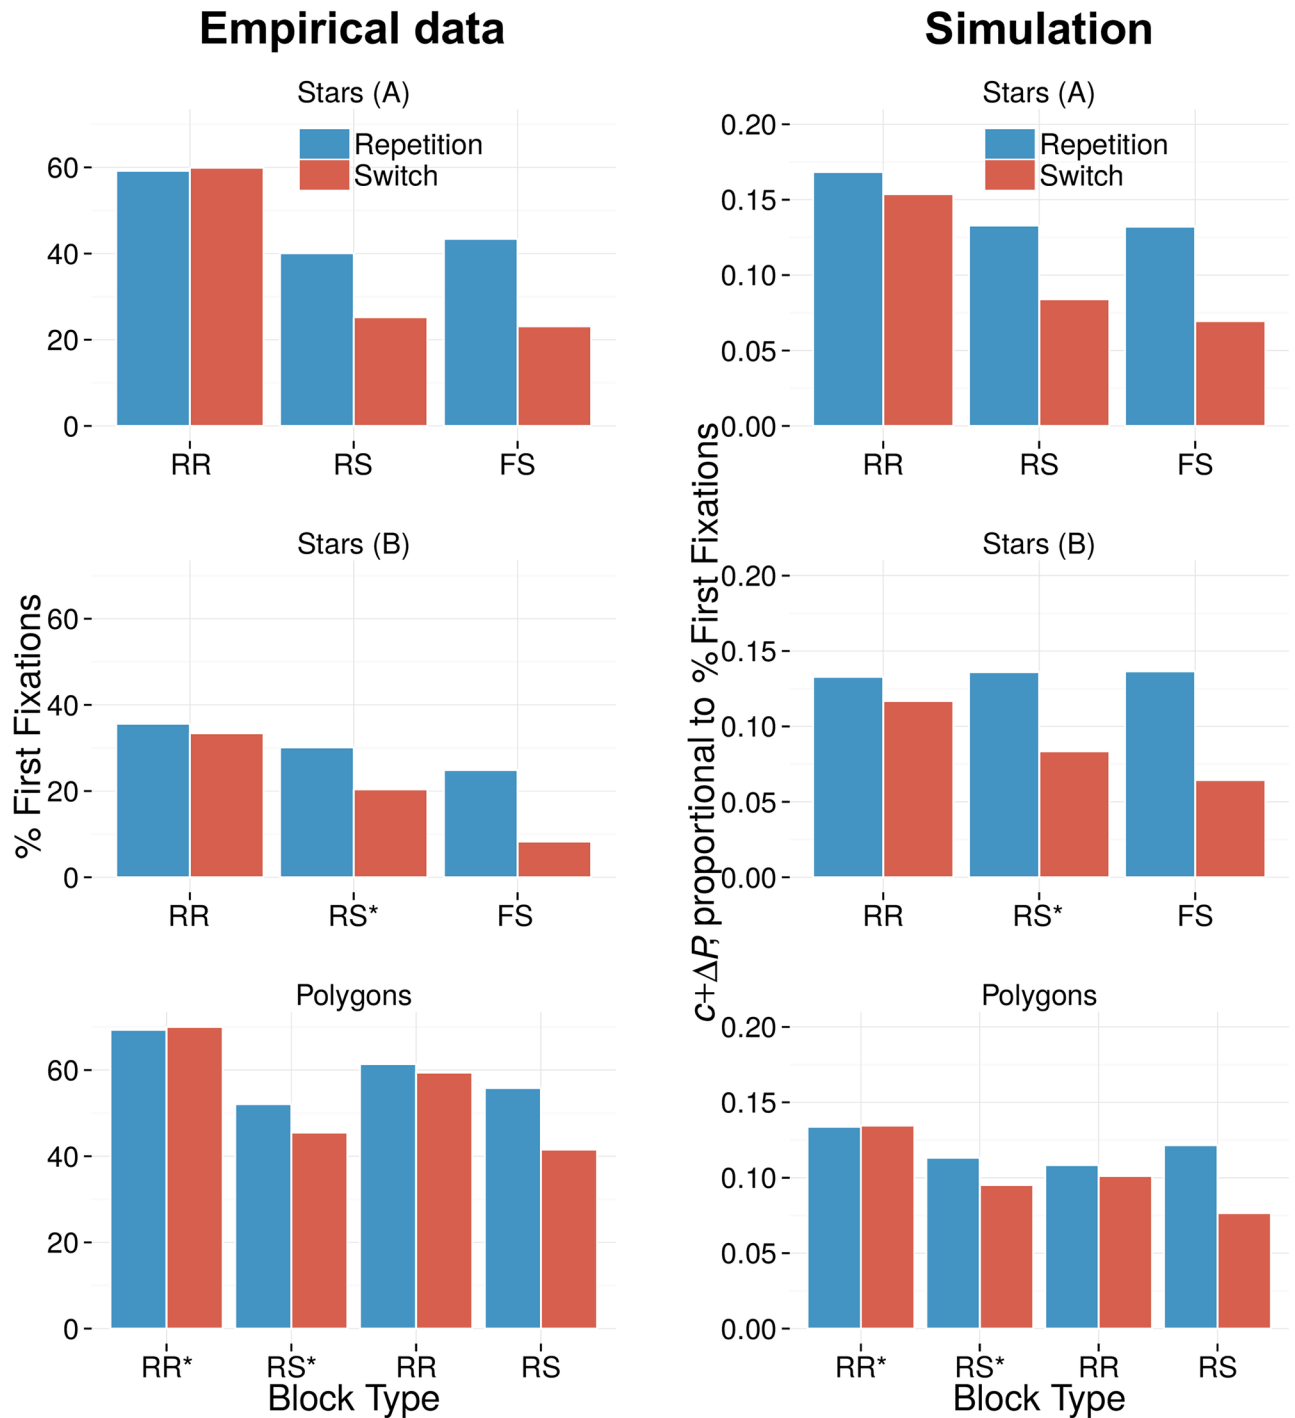 Empirical data
Simulation
Stars (A)
Repetition
Switch
60
40
20
0
RR
RS
FS
Stars (A)
Repetition
Switch
0.20
0.15
0.10
0.05
0.00
RR
RS
FS
Stars (B)
60
40
20
0
RR
RS*
FS
Stars (B)
0.20
0.15
0.10
0.05
0.00
RR
RS*
FS
% First Fixations
c+ΔP, proportional to % First Fixations
Polygons
60
40
20
0
RR*
RS*
RR
RS
Block Type
Polygons
0.20
0.15
0.10
0.05
0.00
RR*
RS*
RR
RS
Block Type